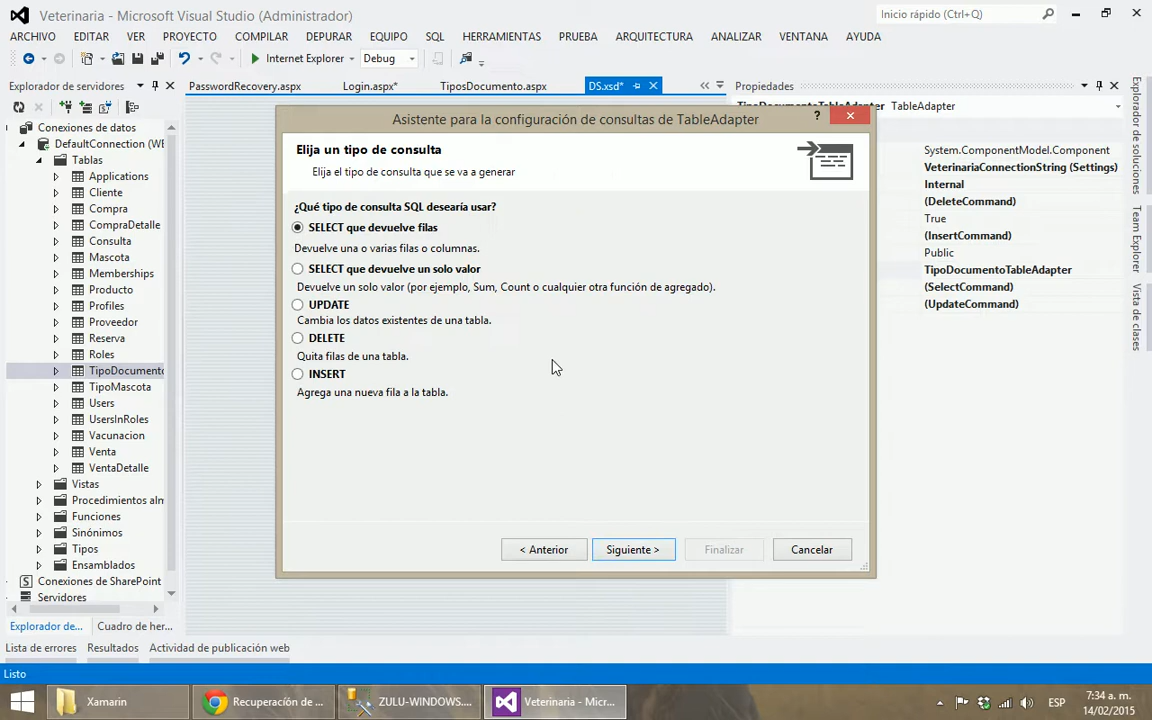 Veterinaria - Microsoft Visual Studio (Administrador)
Inicio rápido (Ctrl+Q)
ARCHIVO EDITAR VER PROYECTO COMPILAR DEPURAR EQUIPO SQL HERRAMIENTAS PRUEBA ARQUITECTURA ANALIZAR VENTANA AYUDA
Internet Explorer Debug
Explorador de servidores
PasswordRecovery.aspx Login.aspx* TiposDocumento.aspx DS.xsd*
Propiedades
TipoDocumentoTableAdapter TableAdapter
Conexiones de datos
DefaultConnection (WE
Tablas
Applications
Cliente
Compra
CompraDetalle
Consulta
Mascota
Memberships
Producto
Profiles
Proveedor
Reserva
Roles
TipoDocumento
TipoMascota
Users
UsersInRoles
Vacunacion
Venta
VentaDetalle
Vistas
Procedimientos alm
Funciones
Sinónimos
Tipos
Ensamblados
Conexiones de SharePoint
Servidores
Explorador de... Cuadro de her...
Asistente para la configuración de consultas de TableAdapter
?
Elija un tipo de consulta
Elija el tipo de consulta que se va a generar
¿Qué tipo de consulta SQL desearía usar?
SELECT que devuelve filas
Devuelve una o varias filas o columnas.
SELECT que devuelve un solo valor
Devuelve un solo valor (por ejemplo, Sum, Count o cualquier otra función de agregado).
UPDATE
Cambia los datos existentes de una tabla.
DELETE
Quita filas de una tabla.
INSERT
Agrega una nueva fila a la tabla.
< Anterior Siguiente > Finalizar Cancelar
System.ComponentModel.Component
VeterinariaConnectionString (Settings)
Internal
(DeleteCommand)
True
(InsertCommand)
Public
TipoDocumentoTableAdapter
(SelectCommand)
(UpdateCommand)
Explorador de soluciones
Team Explorer
Vista de clases
Lista de errores Resultados Actividad de publicación web
Listo
Xamarin
Recuperación de ...
ZULU-WINDOWS....
Veterinaria - Micr...
ESP
7:34 a. m.
14/02/2015